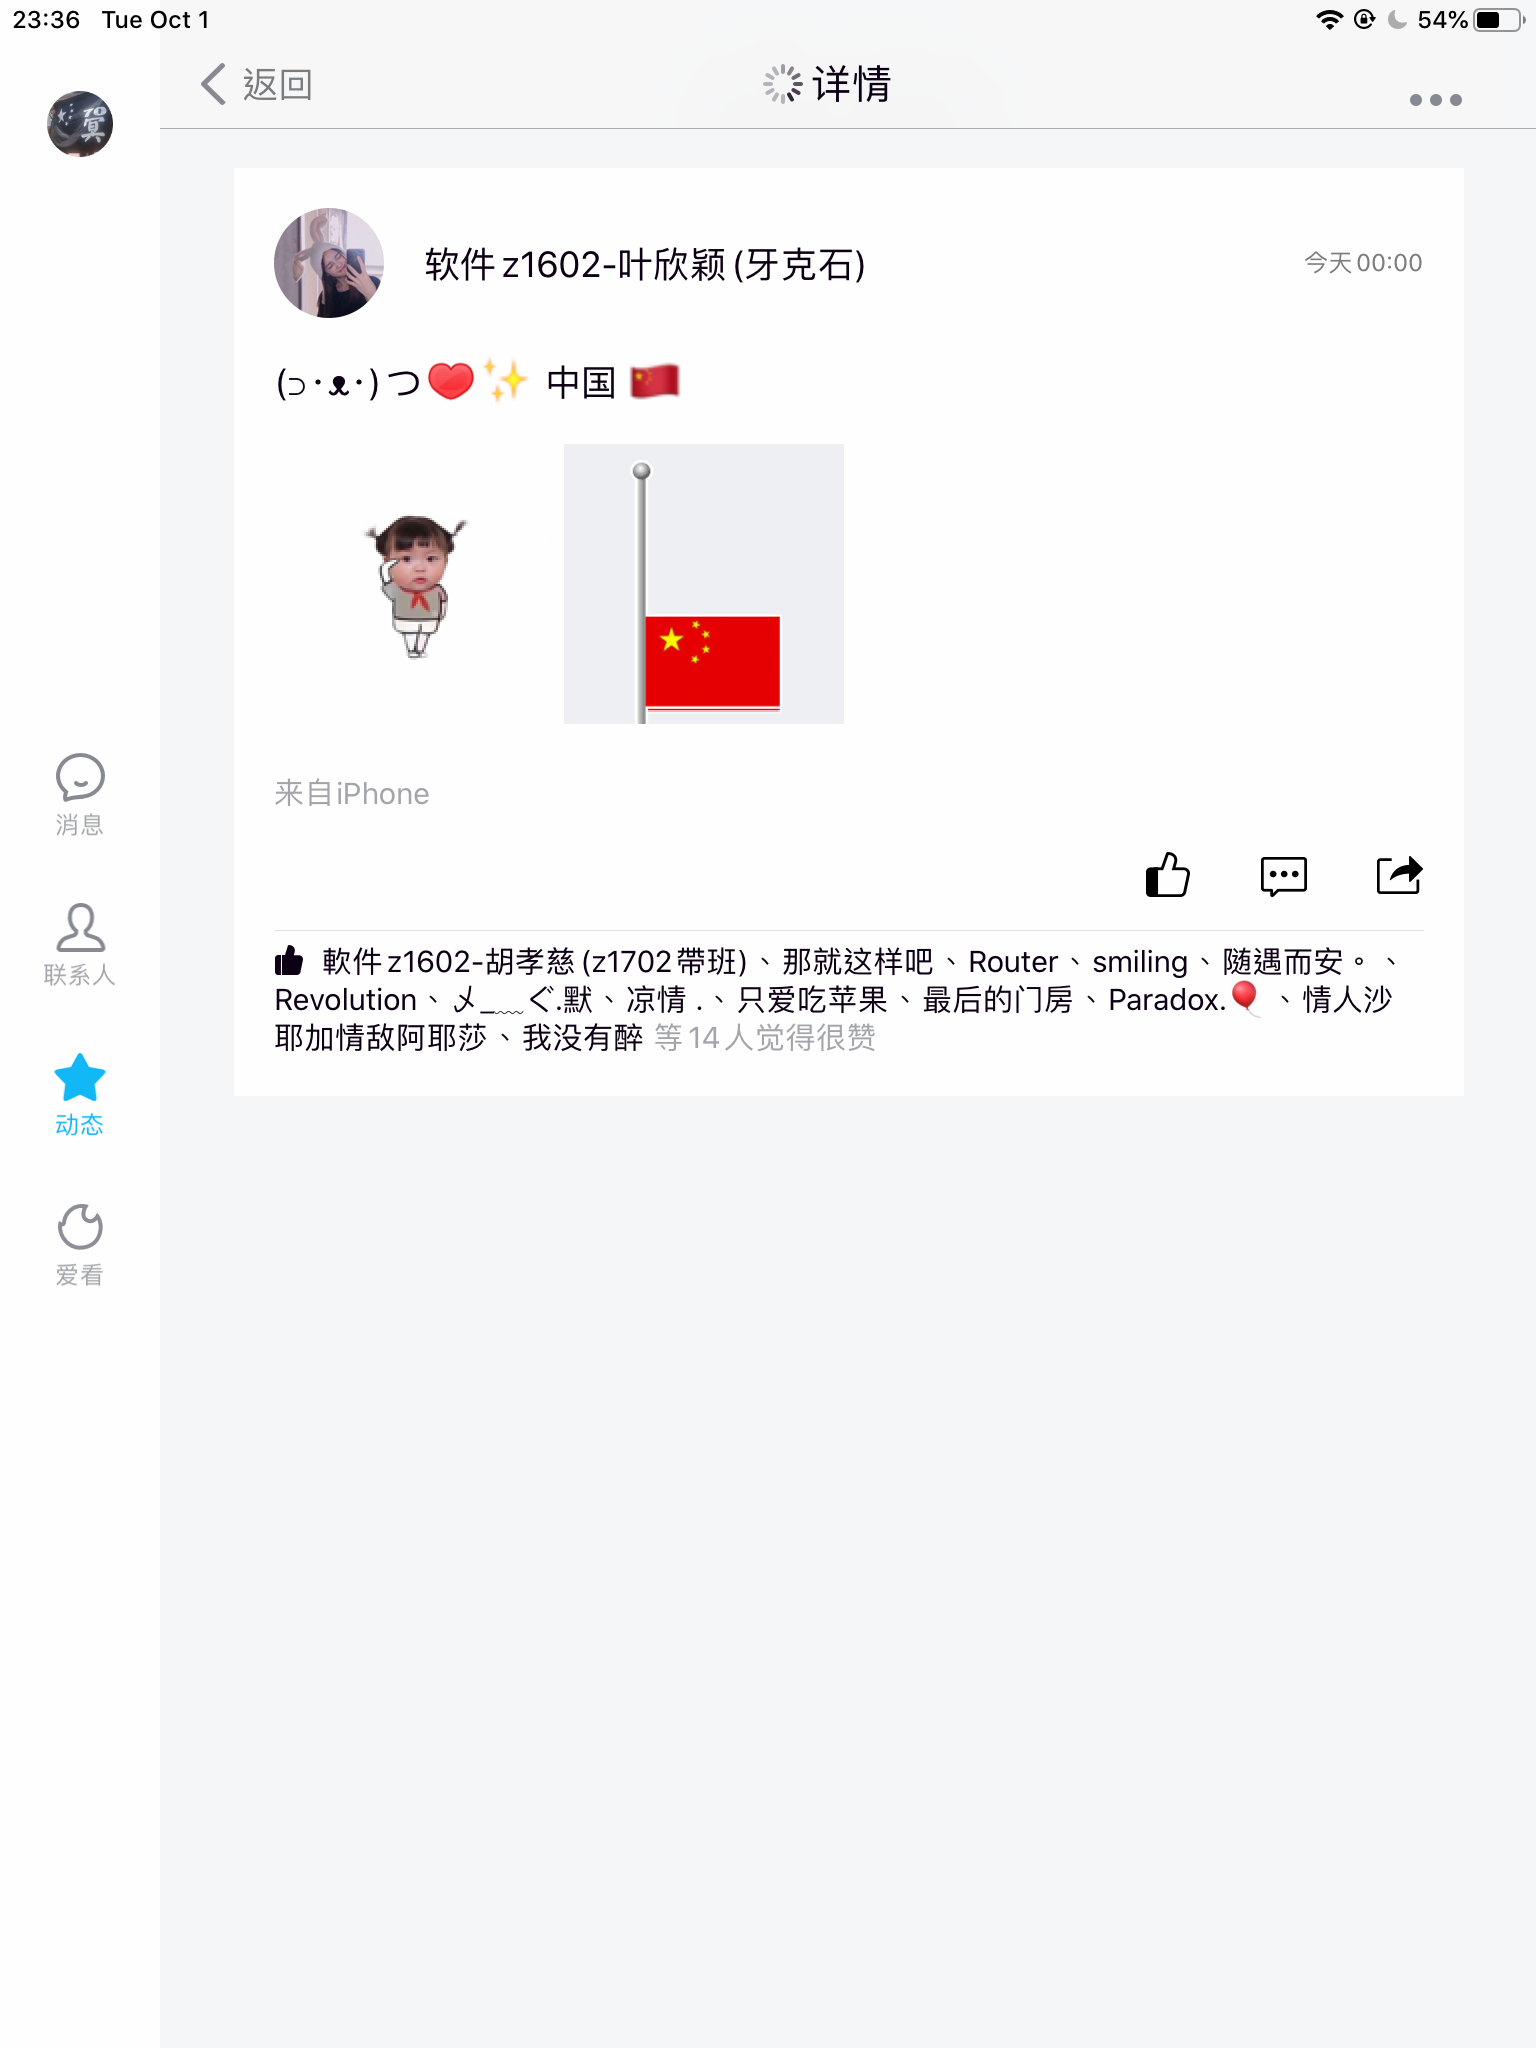 23:36 Tue Oct 1
54%
返回
详情
软件z1602-叶欣颖(牙克石)
今天00:00
(⊃･ᴥ･)つ❤️✨ 中国 🇨🇳
来自iPhone
軟件z1602-胡孝慈(z1702帶班)、那就这样吧、Router、smiling、随遇而安。、
Revolution、乄_﹏ぐ.默、凉情 .、只爱吃苹果、最后的门房、Paradox.🎈、情人沙
耶加情敌阿耶莎、我没有醉 等14人觉得很赞
消息
联系人
动态
爱看